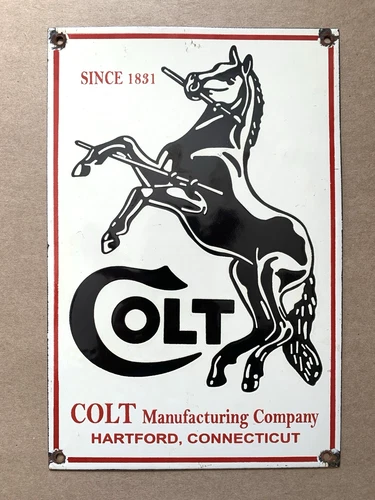 SINCE 1831
COLT
COLT Manufacturing Company
HARTFORD, CONNECTICUT